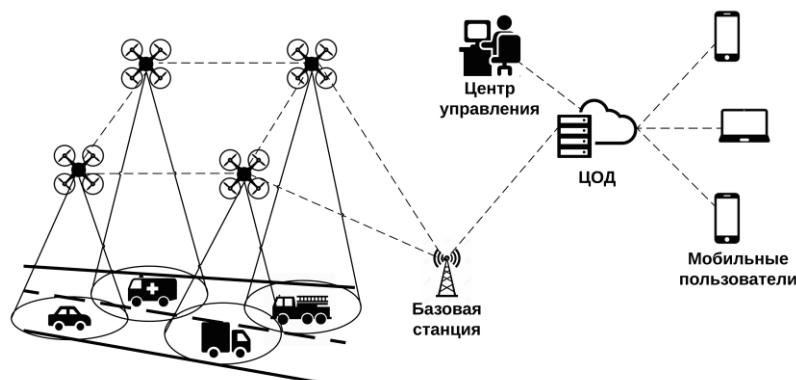 Центр
управления
ЦОД
Мобильные
пользователи
Базовая
станция